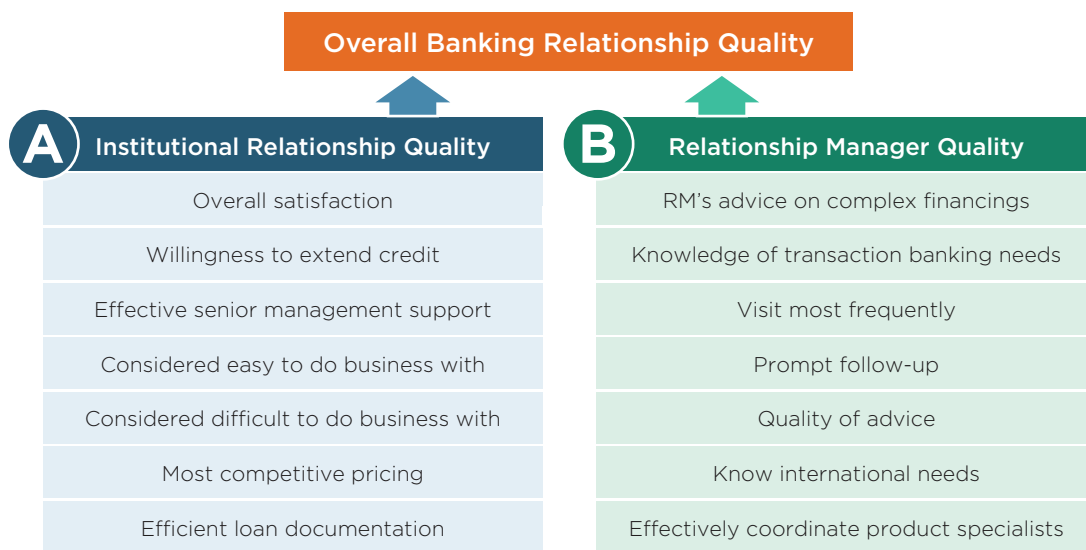 Overall Banking Relationship Quality
A
Institutional Relationship Quality
Overall satisfaction
Willingness to extend credit
Effective senior management support
Considered easy to do business with
Considered difficult to do business with
Most competitive pricing
Efficient loan documentation
B
Relationship Manager Quality
RM’s advice on complex financings
Knowledge of transaction banking needs
Visit most frequently
Prompt follow-up
Quality of advice
Know international needs
Effectively coordinate product specialists